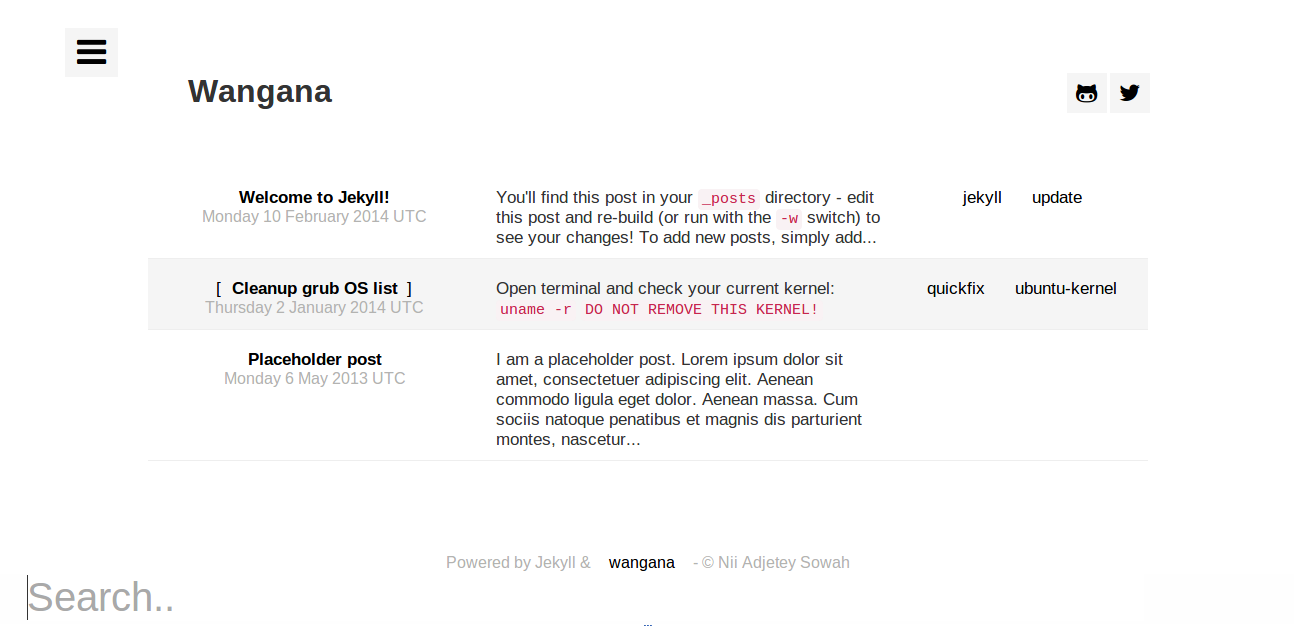 Wangana
Welcome to Jekyll!
Monday 10 February 2014 UTC
You'll find this post in your _posts directory - edit
this post and re-build (or run with the -w switch) to
see your changes! To add new posts, simply add...
jekyll update
[ Cleanup grub OS list ]
Thursday 2 January 2014 UTC
Open terminal and check your current kernel:
uname -r DO NOT REMOVE THIS KERNEL!
quickfix ubuntu-kernel
Placeholder post
Monday 6 May 2013 UTC
I am a placeholder post. Lorem ipsum dolor sit
amet, consectetuer adipiscing elit. Aenean
commodo ligula eget dolor. Aenean massa. Cum
sociis natoque penatibus et magnis dis parturient
montes, nascetur...
Powered by Jekyll & wangana - © Nii Adjetey Sowah
Search..